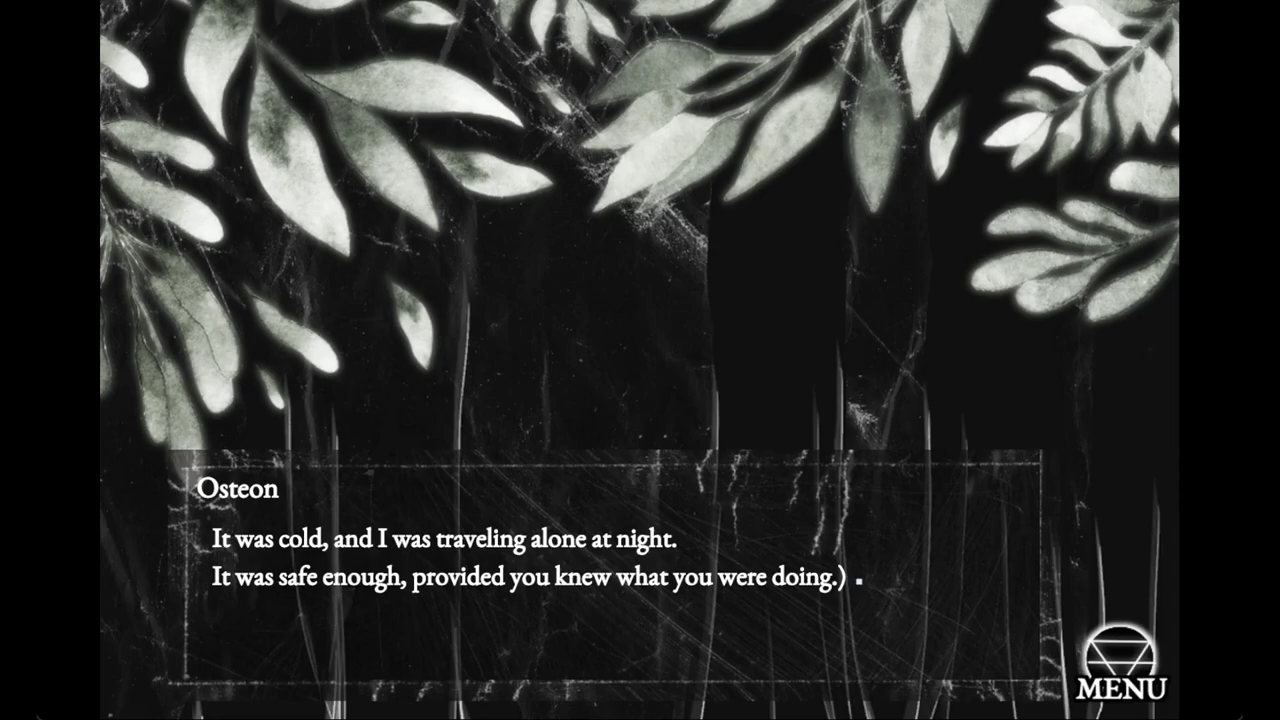 Osteon
It was cold, and I was traveling alone at night.
It was safe enough, provided you knew what you were doing.)
MENU